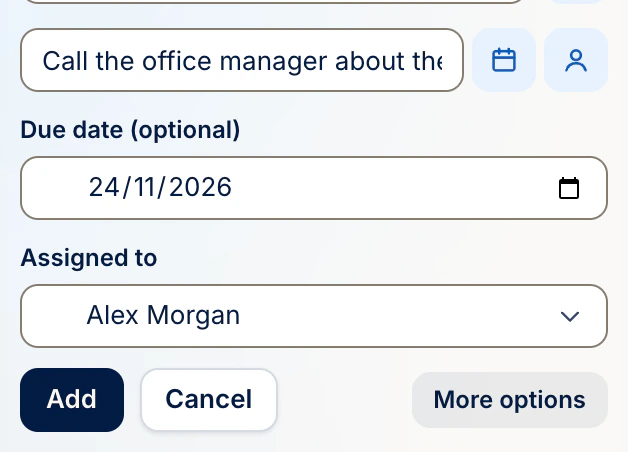 Call the office manager about the
Due date (optional)
24/11/2026
Assigned to
Alex Morgan
Add Cancel More options